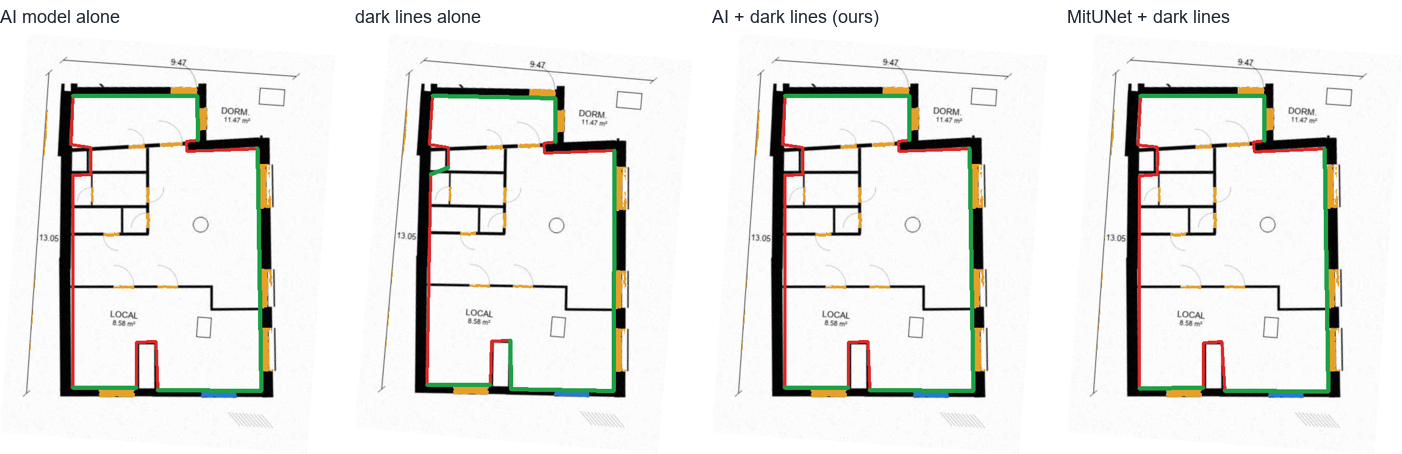 AI model alone
dark lines alone
AI + dark lines (ours)
MitUNet + dark lines
9.47
DORM.
11.47 m²
13.05
LOCAL
8.58 m²
9.47
DORM.
11.47 m²
13.05
LOCAL
8.58 m²
9.47
DORM.
11.47 m²
13.05
LOCAL
8.58 m²
9.47
DORM.
11.47 m²
13.05
LOCAL
8.58 m²